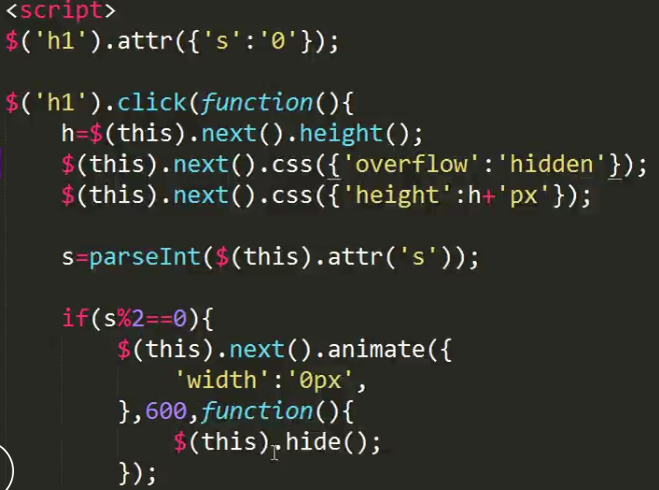 <script>
$('h1').attr({'s':'0'});
$('h1').click(function(){
h=$(this).next().height();
$(this).next().css({'overflow':'hidden'});
$(this).next().css({'height':h+'px'});
s=parseInt($(this).attr('s'));
if(s%2==0){
$(this).next().animate({
'width':'0px',
},600,function(){
$(this).hide();
});